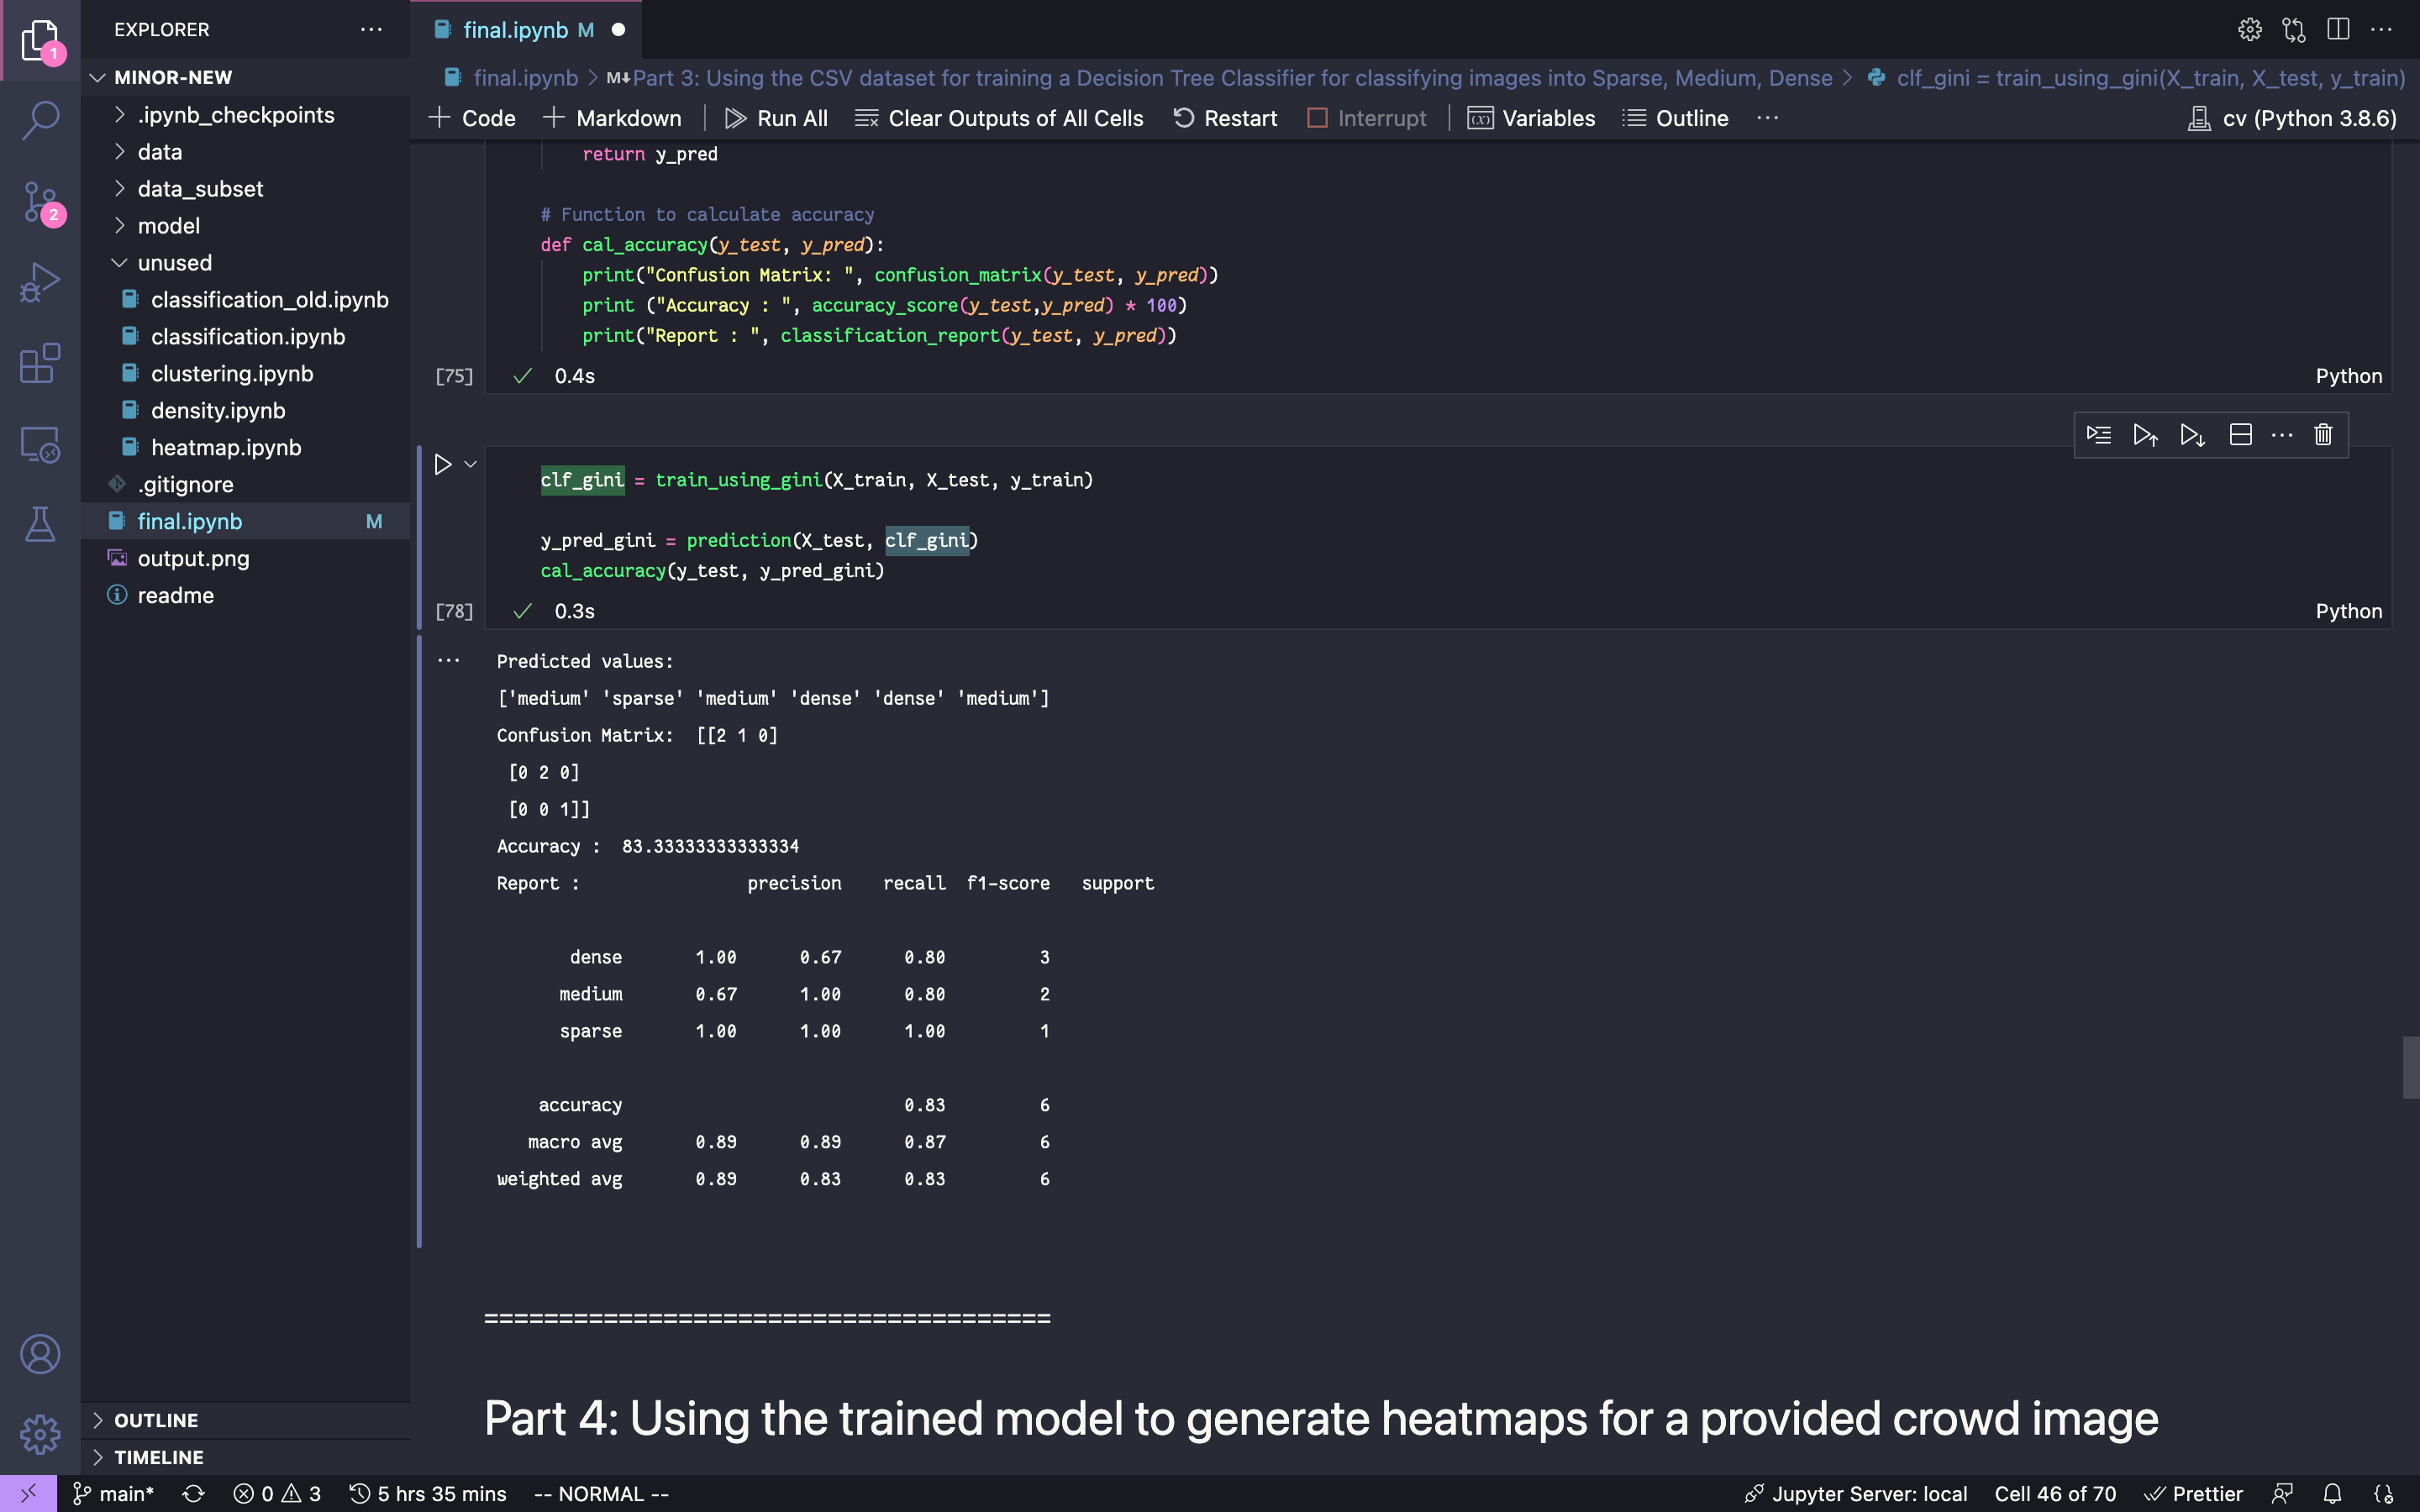 EXPLORER
final.ipynb M
1
MINOR-NEW
final.ipynb > M↓Part 3: Using the CSV dataset for training a Decision Tree Classifier for classifying images into Sparse, Medium, Dense > clf_gini = train_using_gini(X_train, X_test, y_train)
Code Markdown Run All Clear Outputs of All Cells Restart Interrupt Variables Outline ... cv (Python 3.8.6)
.ipynb_checkpoints
data
data_subset
2
model
unused
classification_old.ipynb
classification.ipynb
clustering.ipynb
density.ipynb
heatmap.ipynb
.gitignore
final.ipynb M
output.png
readme
OUTLINE
TIMELINE
return y_pred
# Function to calculate accuracy
def cal_accuracy(y_test, y_pred):
print("Confusion Matrix: ", confusion_matrix(y_test, y_pred))
print ("Accuracy : ", accuracy_score(y_test,y_pred) * 100)
print("Report : ", classification_report(y_test, y_pred))
[75] 0.4s Python
clf_gini = train_using_gini(X_train, X_test, y_train)
y_pred_gini = prediction(X_test, clf_gini)
cal_accuracy(y_test, y_pred_gini)
[78] 0.3s Python
Predicted values:
['medium' 'sparse' 'medium' 'dense' 'dense' 'medium']
Confusion Matrix:  [[2 1 0]
[0 2 0]
[0 0 1]]
Accuracy :  83.33333333333334
Report :                precision    recall  f1-score   support
dense       1.00      0.67      0.80         3
medium       0.67      1.00      0.80         2
sparse       1.00      1.00      1.00         1
accuracy                           0.83         6
macro avg       0.89      0.89      0.87         6
weighted avg       0.89      0.83      0.83         6
======================================
Part 4: Using the trained model to generate heatmaps for a provided crowd image
main* 0 3 5 hrs 35 mins -- NORMAL -- Jupyter Server: local Cell 46 of 70 Prettier